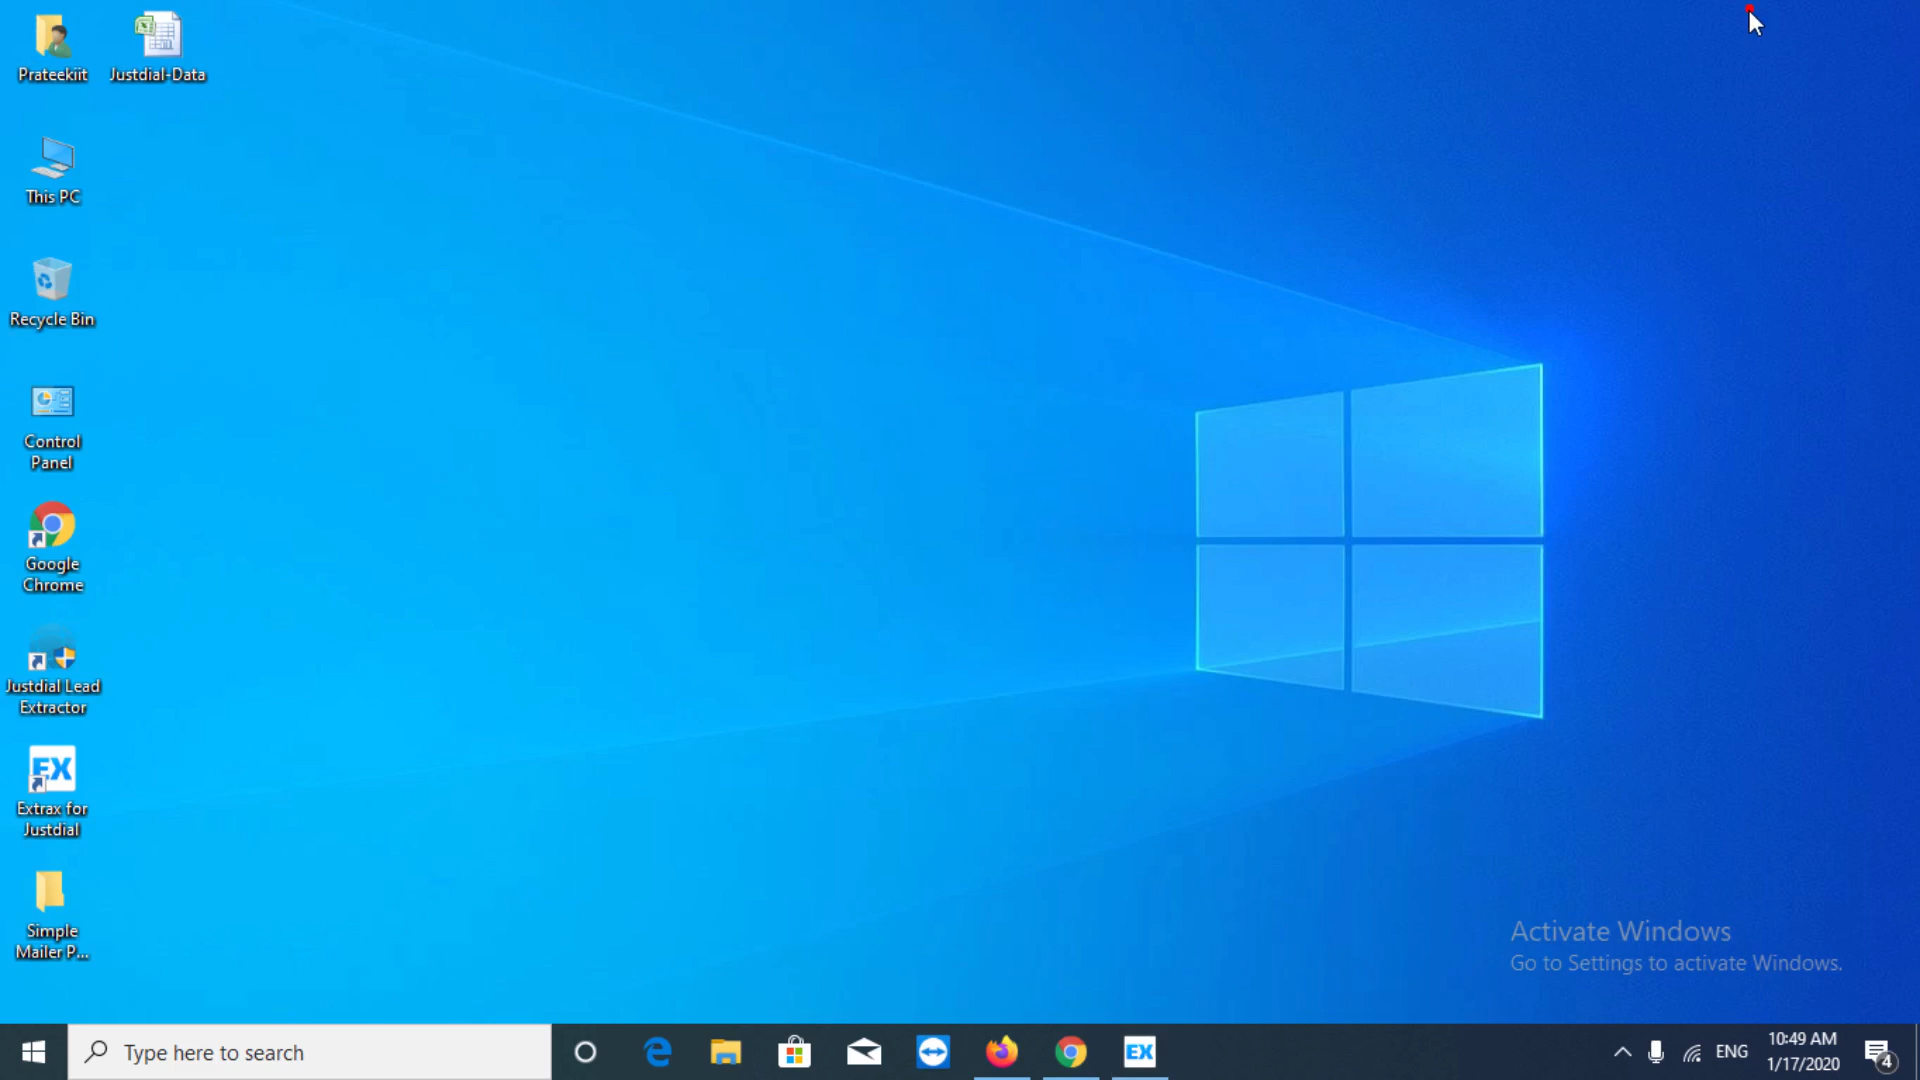 Prateekiit
Justdial-Data
This PC
Recycle Bin
Control
Panel
Google
Chrome
Justdial Lead
Extractor
EX
Extrax for
Justdial
Simple
Mailer P...
Activate Windows
Go to Settings to activate Windows.
Type here to search
EX
ENG
10:49 AM
1/17/2020
4